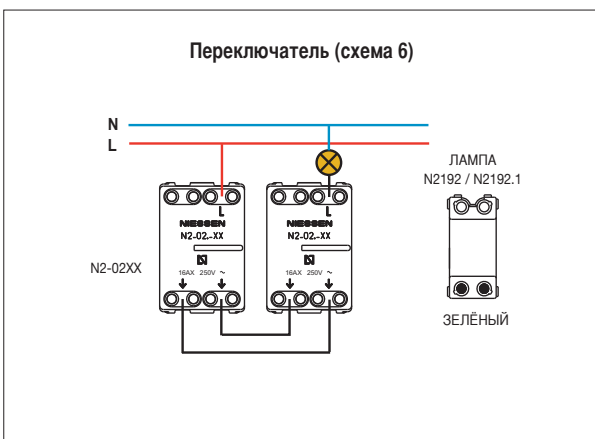 Переключатель (схема 6)
N
L
ЛАМПА
N2192 / N2192.1
L
NIESSEN
N2-02.-XX
16AX 250V ~
L
NIESSEN
N2-02.-XX
16AX 250V ~
N2-02XX
ЗЕЛЁНЫЙ